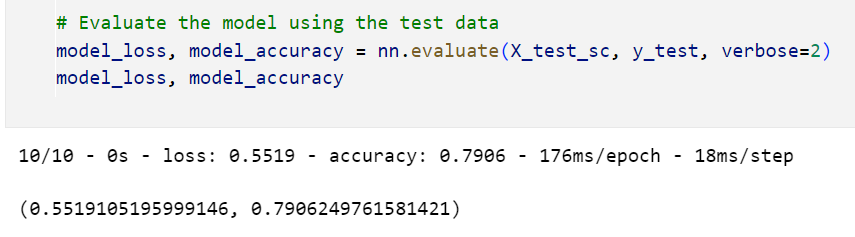 # Evaluate the model using the test data
model_loss, model_accuracy = nn.evaluate(X_test_sc, y_test, verbose=2)
model_loss, model_accuracy
10/10 - 0s - loss: 0.5519 - accuracy: 0.7906 - 176ms/epoch - 18ms/step
(0.5519105195999146, 0.7906249761581421)